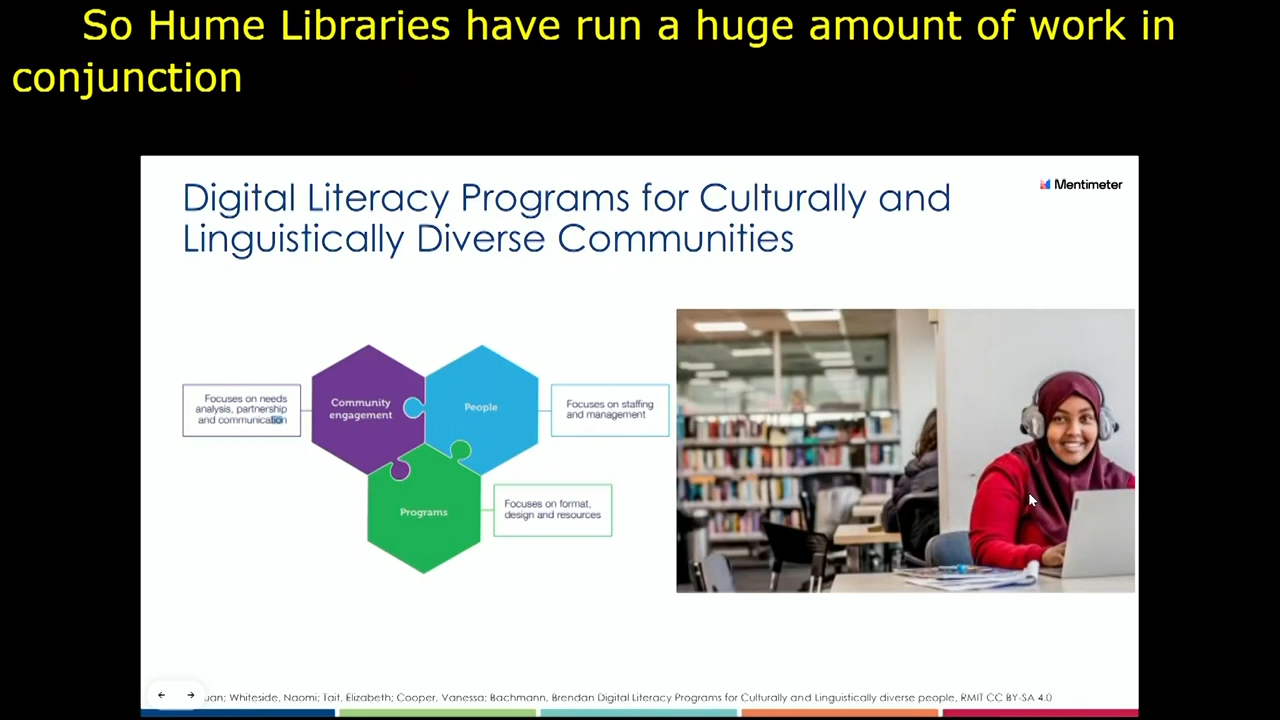 So Hume Libraries have run a huge amount of work in
conjunction
Digital Literacy Programs for Culturally and
Linguistically Diverse Communities
Mentimeter
Focuses on needs
analysis, partnership
and communication
Community
engagement
People
Focuses on staffing
and management
Programs
Focuses on format,
design and resources
Whiteside, Naomi; Tait, Elizabeth; Cooper, Vanessa; Bachmann, Brendan Digital Literacy Programs for Culturally and Linguistically diverse people, RMIT CC BY-SA 4.0